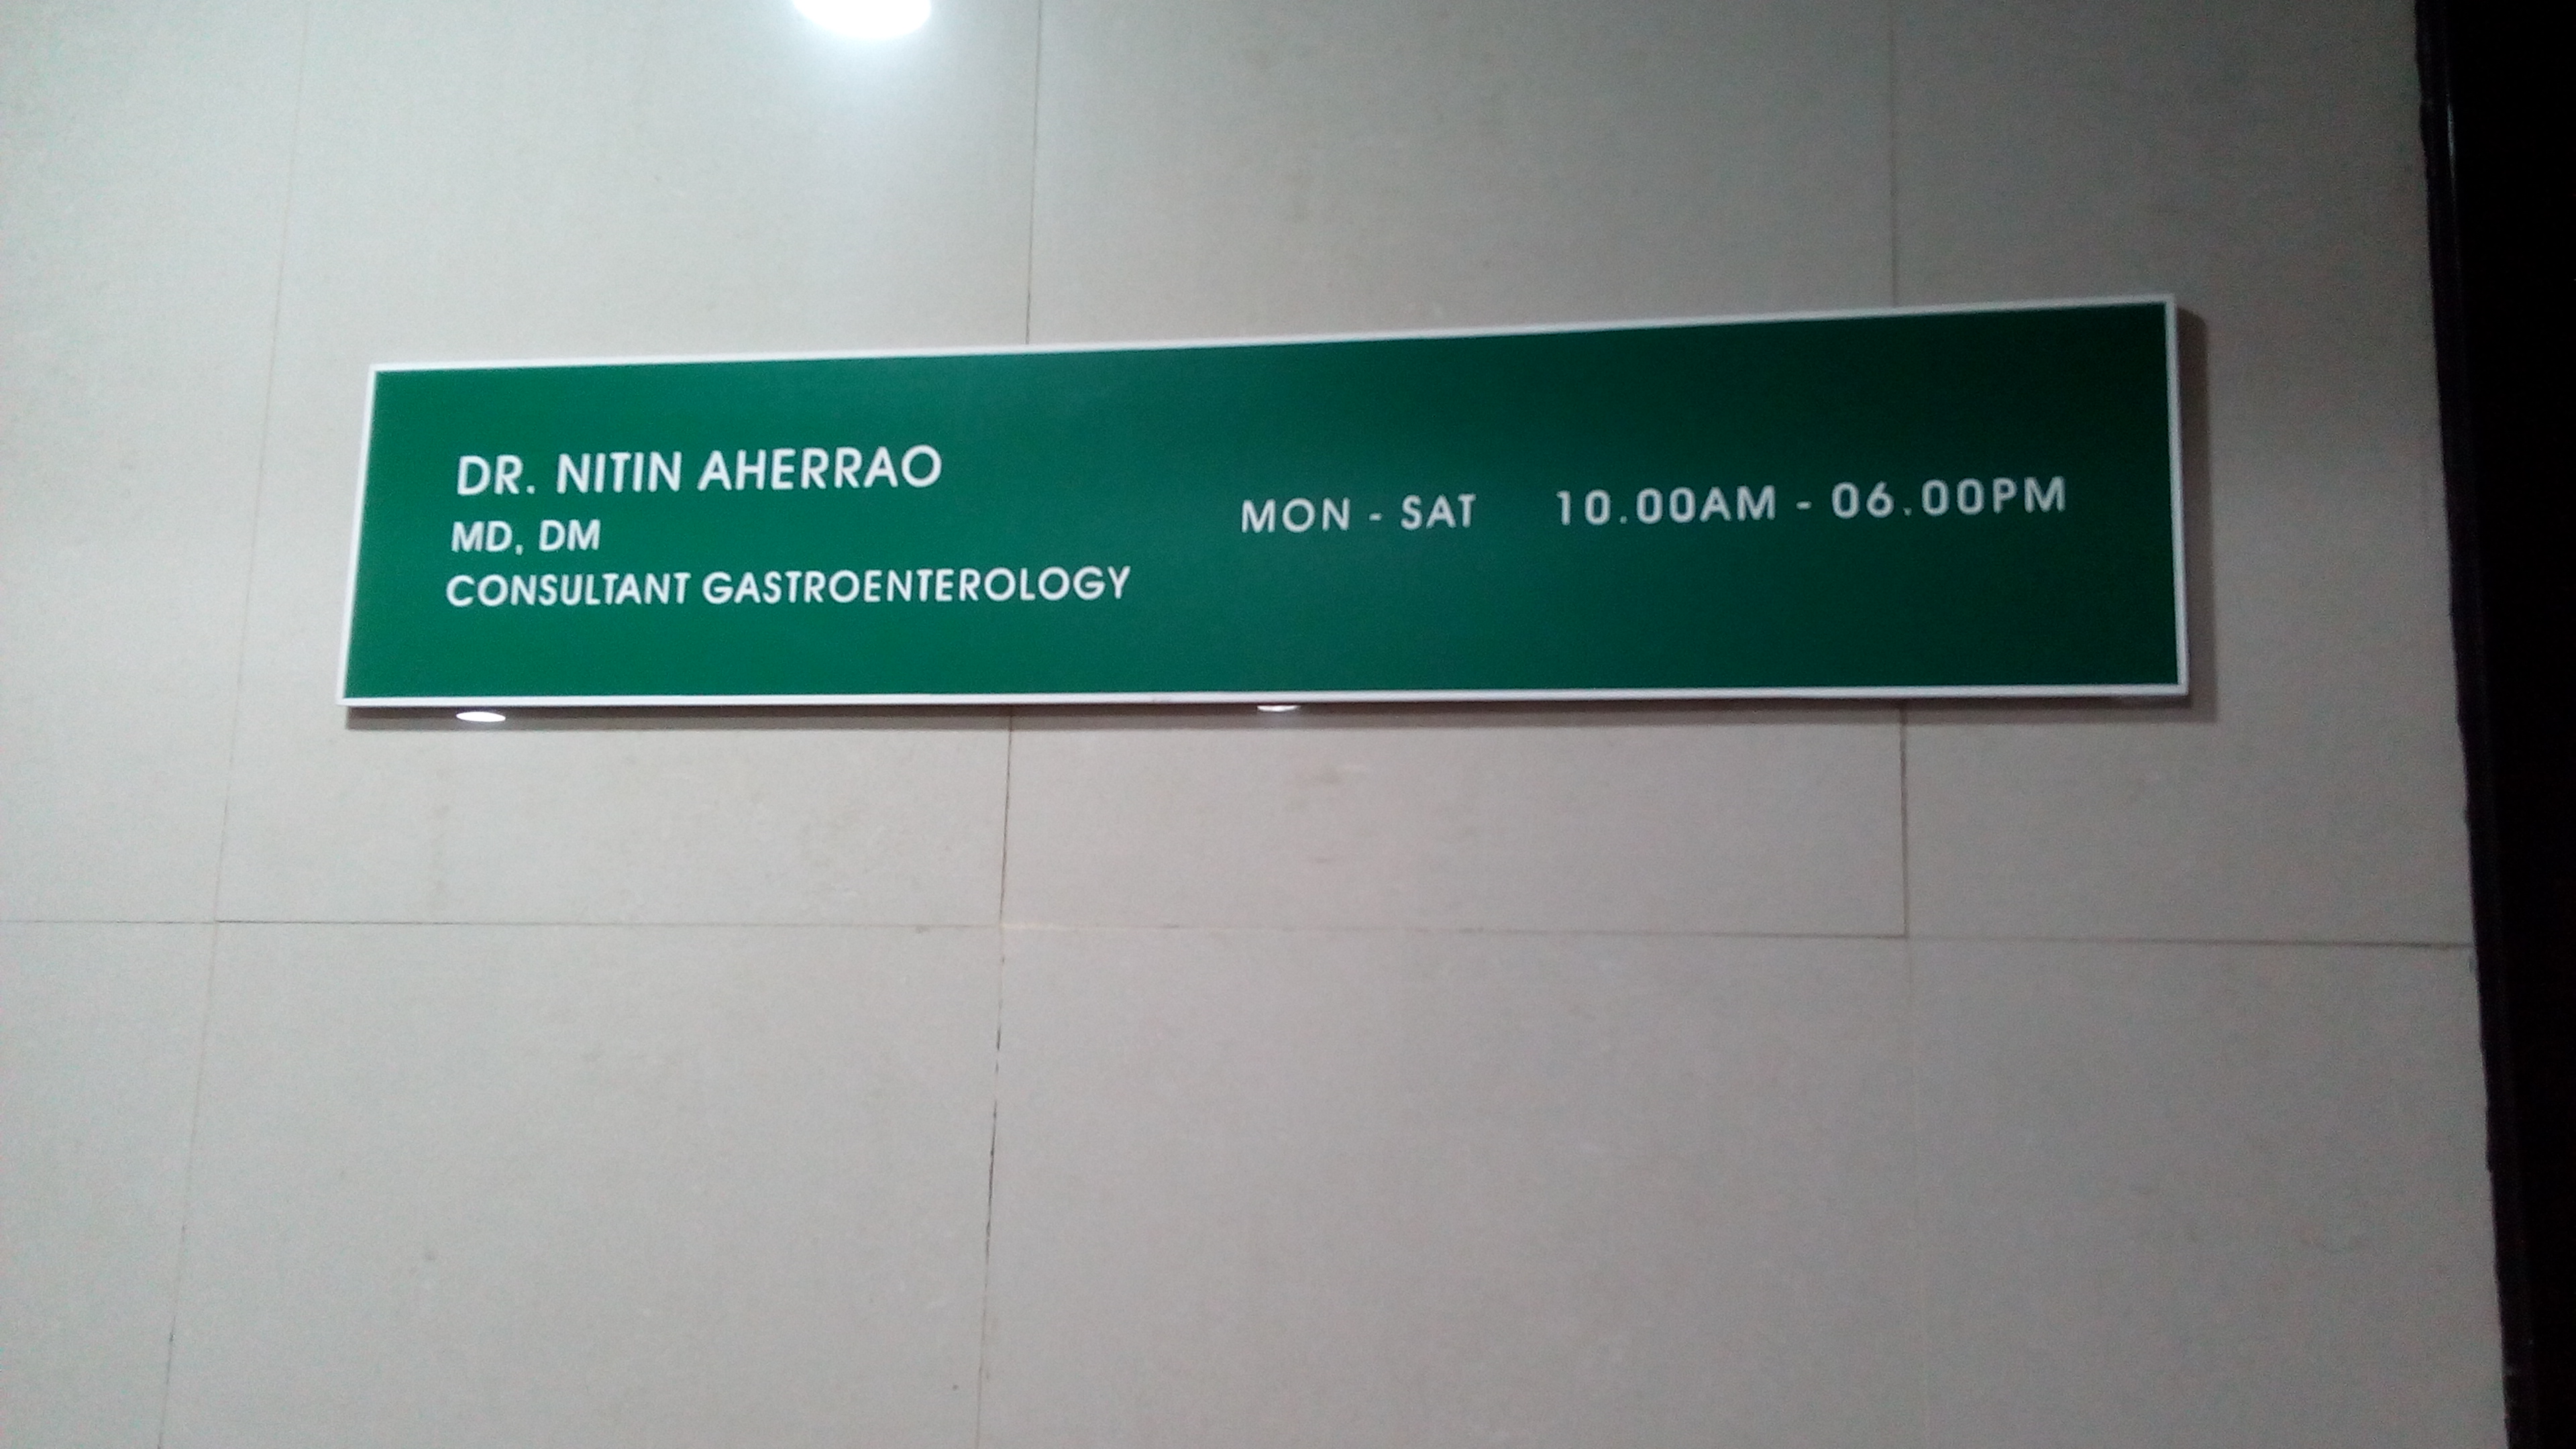 DR. NITIN AHERRAO
MD, DM
CONSULTANT GASTROENTEROLOGY
MON - SAT 10.00AM - 06.00PM